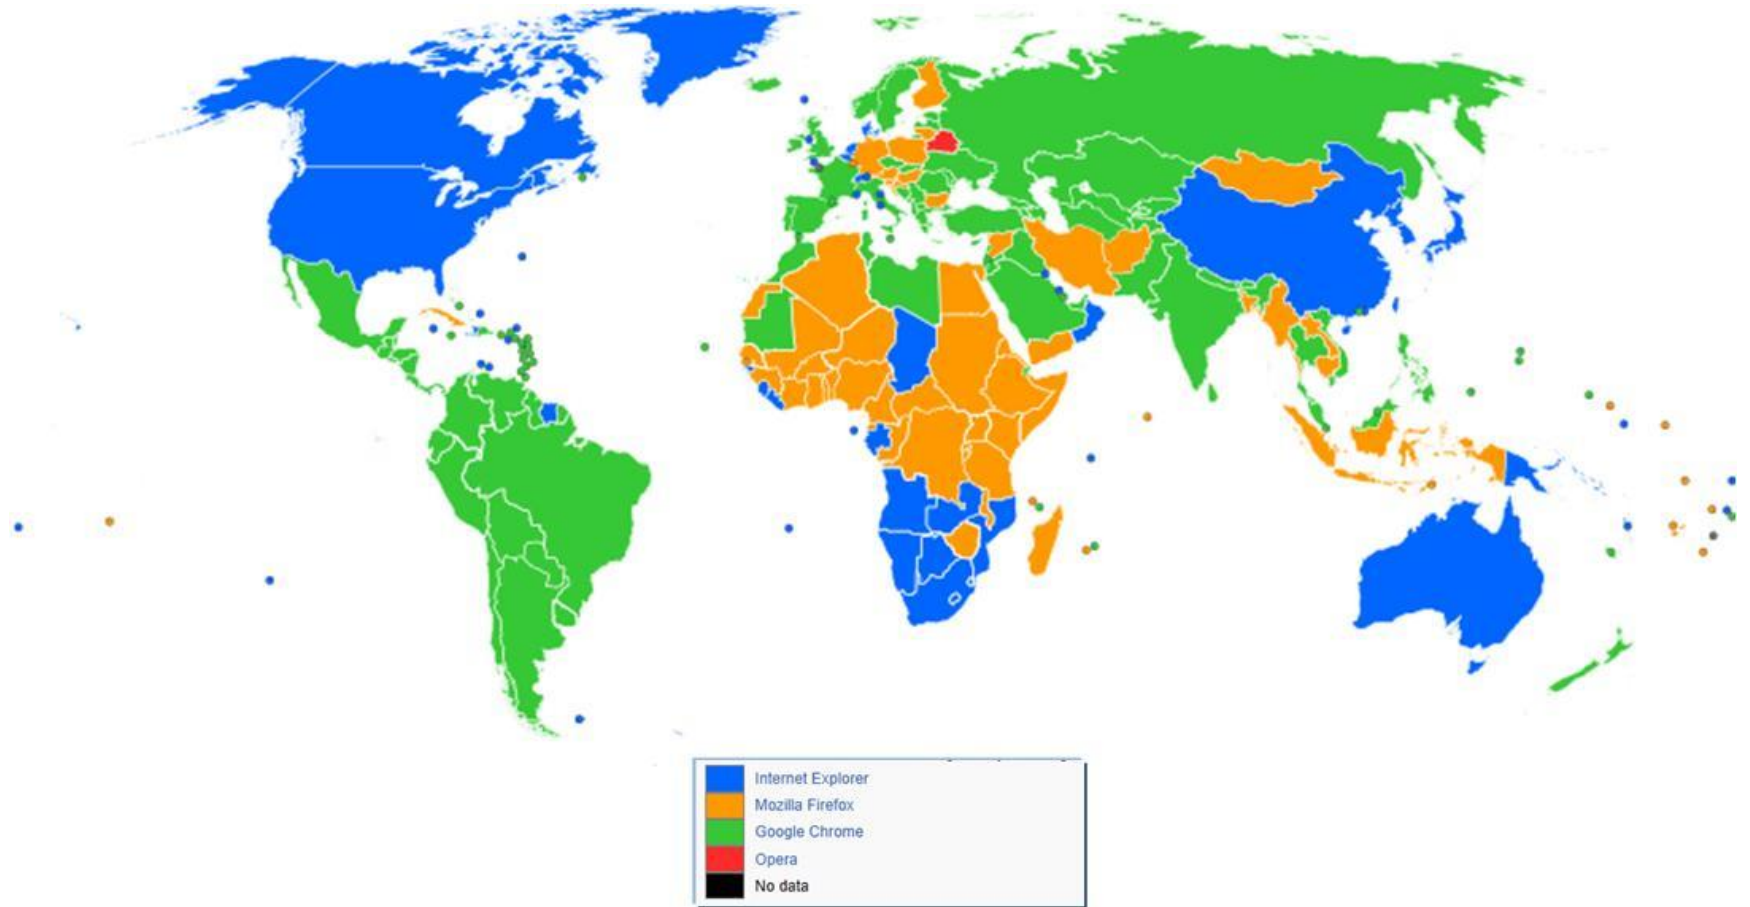 Internet Explorer
Mozilla Firefox
Google Chrome
Opera
No data